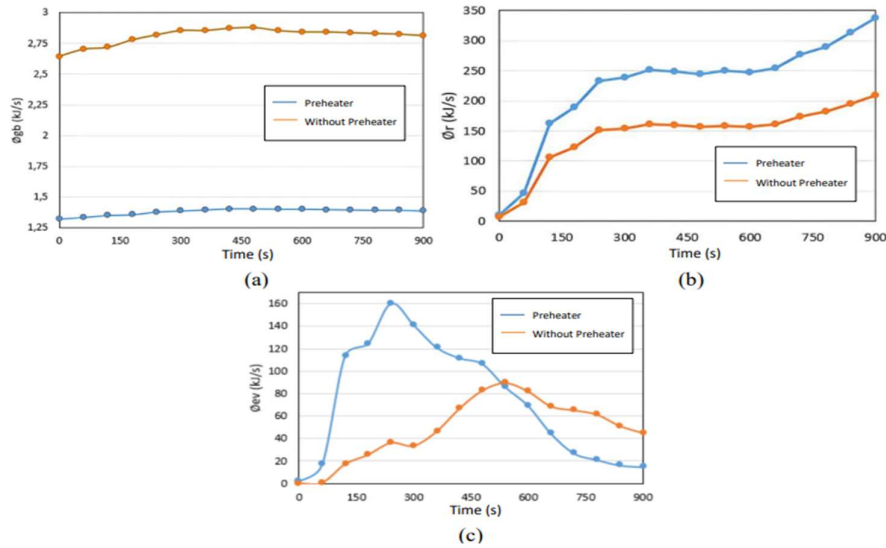 3
2,75
2,5
2,25
2
1,75
1,5
1,25
Øgb (kJ/s)
Preheater
Without Preheater
0 150 300 450 600 750 900
Time (s)
(a)
350
300
250
200
150
100
50
0
Ør (kJ/s)
Preheater
Without Preheater
0 150 300 450 600 750 900
Time (s)
(b)
160
140
120
100
80
60
40
20
0
Øev (kJ/s)
Preheater
Without Preheater
0 150 300 450 600 750 900
Time (s)
(c)